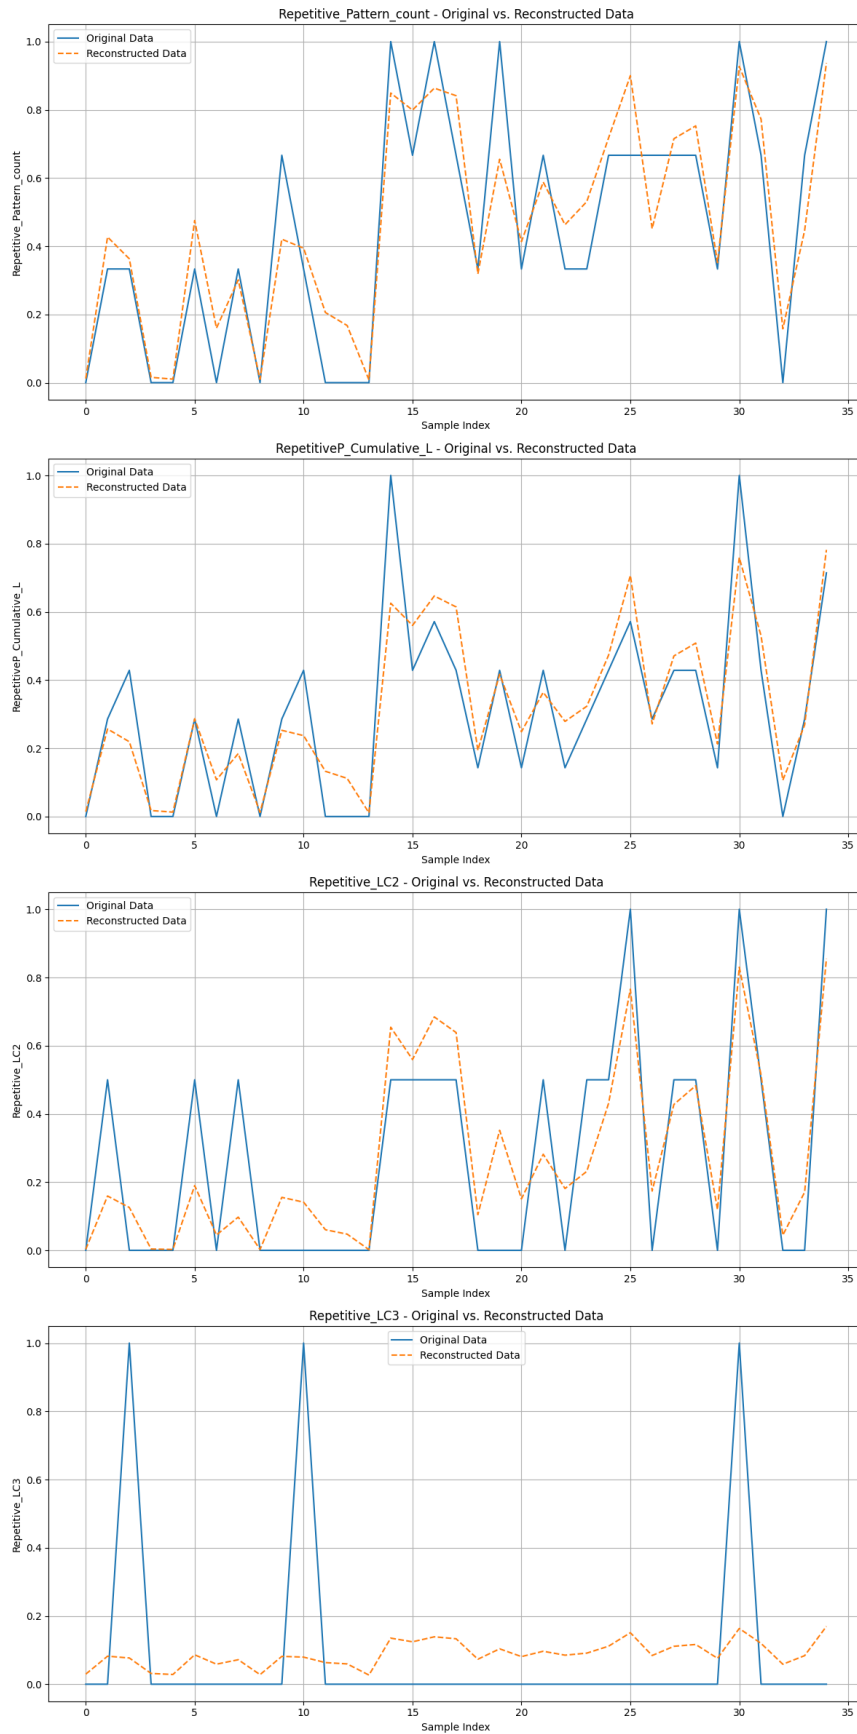 Repetitive_Pattern_count - Original vs. Reconstructed Data
Original Data
Reconstructed Data
Repetitive_Pattern_count
1.0
0.8
0.6
0.4
0.2
0.0
0 5 10 15 20 25 30 35
Sample Index
RepetitiveP_Cumulative_L - Original vs. Reconstructed Data
Original Data
Reconstructed Data
RepetitiveP_Cumulative_L
1.0
0.8
0.6
0.4
0.2
0.0
0 5 10 15 20 25 30 35
Sample Index
Repetitive_LC2 - Original vs. Reconstructed Data
Original Data
Reconstructed Data
Repetitive_LC2
1.0
0.8
0.6
0.4
0.2
0.0
0 5 10 15 20 25 30 35
Sample Index
Repetitive_LC3 - Original vs. Reconstructed Data
Original Data
Reconstructed Data
Repetitive_LC3
1.0
0.8
0.6
0.4
0.2
0.0
0 5 10 15 20 25 30 35
Sample Index